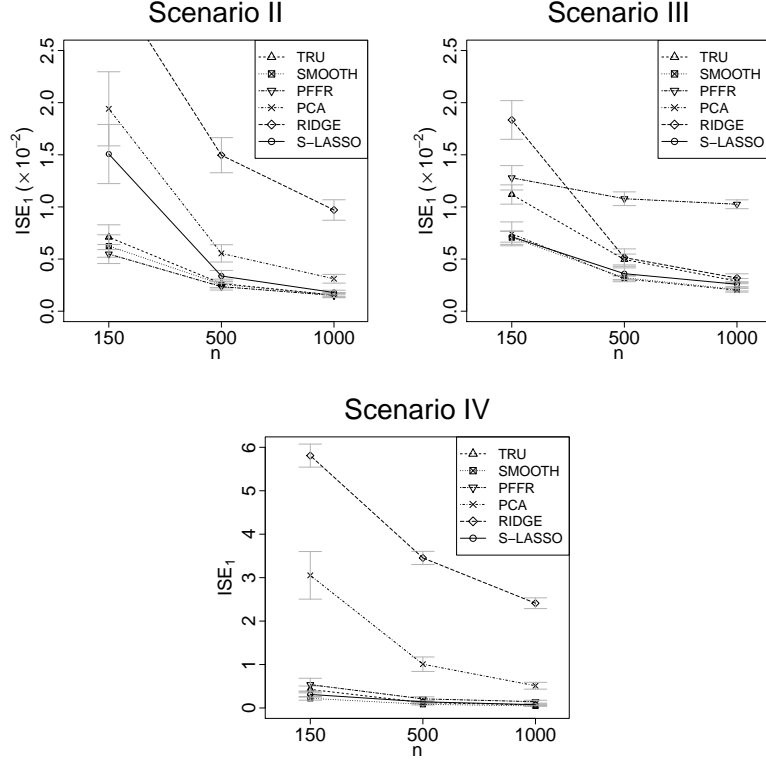 Scenario II
ISE₁ (× 10⁻²)
2.5
2.0
1.5
1.0
0.5
0.0
TRU
SMOOTH
PFFR
PCA
RIDGE
S−LASSO
150 500 1000
n
Scenario III
ISE₁ (× 10⁻²)
2.5
2.0
1.5
1.0
0.5
0.0
TRU
SMOOTH
PFFR
PCA
RIDGE
S−LASSO
150 500 1000
n
Scenario IV
ISE₁
6
5
4
3
2
1
0
TRU
SMOOTH
PFFR
PCA
RIDGE
S−LASSO
150 500 1000
n